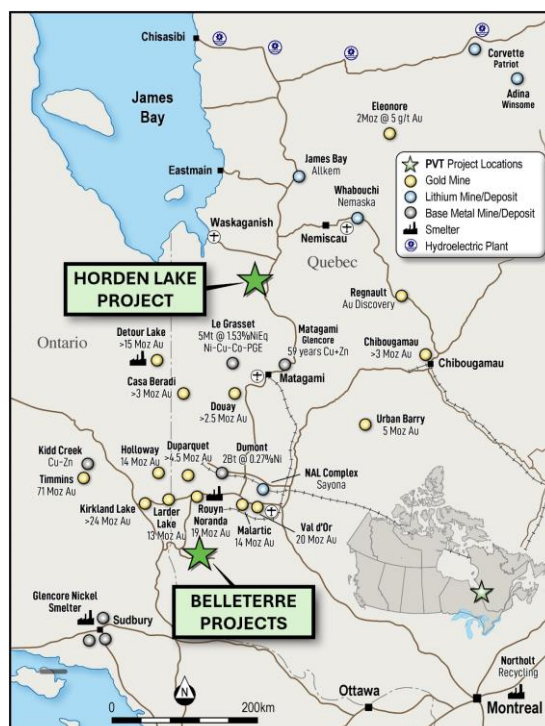 Chisasibi
Corvette
Patriot
James
Bay
Adina
Winsome
Eleonore
2Moz @ 5 g/t Au
PVT Project Locations
Gold Mine
Lithium Mine/Deposit
Base Metal Mine/Deposit
Smelter
Hydroelectric Plant
James Bay
Allkem
Eastmain
Whabouchi
Nemaska
Waskaganish
Nemiscau
Quebec
HORDEN LAKE
PROJECT
Regnault
Au Discovery
Ontario
Detour Lake
>15 Moz Au
Le Grasset
5Mt @ 1.53%NiEq
Ni-Cu-Co-PGE
Matagami
Glencore
59 years Cu+Zn
Chibougamau
>3 Moz Au
Chibougamau
Matagami
Casa Beradi
>3 Moz Au
Douay
>2.5 Moz Au
Urban Barry
5 Moz Au
Kidd Creek
Cu-Zn
Timmins
71 Moz Au
Holloway
14 Moz Au
Duparquet
>4.5 Moz Au
Dumont
2Bt @ 0.27%Ni
NAL Complex
Sayona
Kirkland Lake
>24 Moz Au
Larder
Lake
13 Moz Au
Rouyn
Noranda
19 Moz Au
Malartic
14 Moz Au
Val d'Or
20 Moz Au
BELLETERRE
PROJECTS
Glencore Nickel
Smelter
Sudbury
Northolt
Recycling
N
Ottawa
Montreal
0
200km